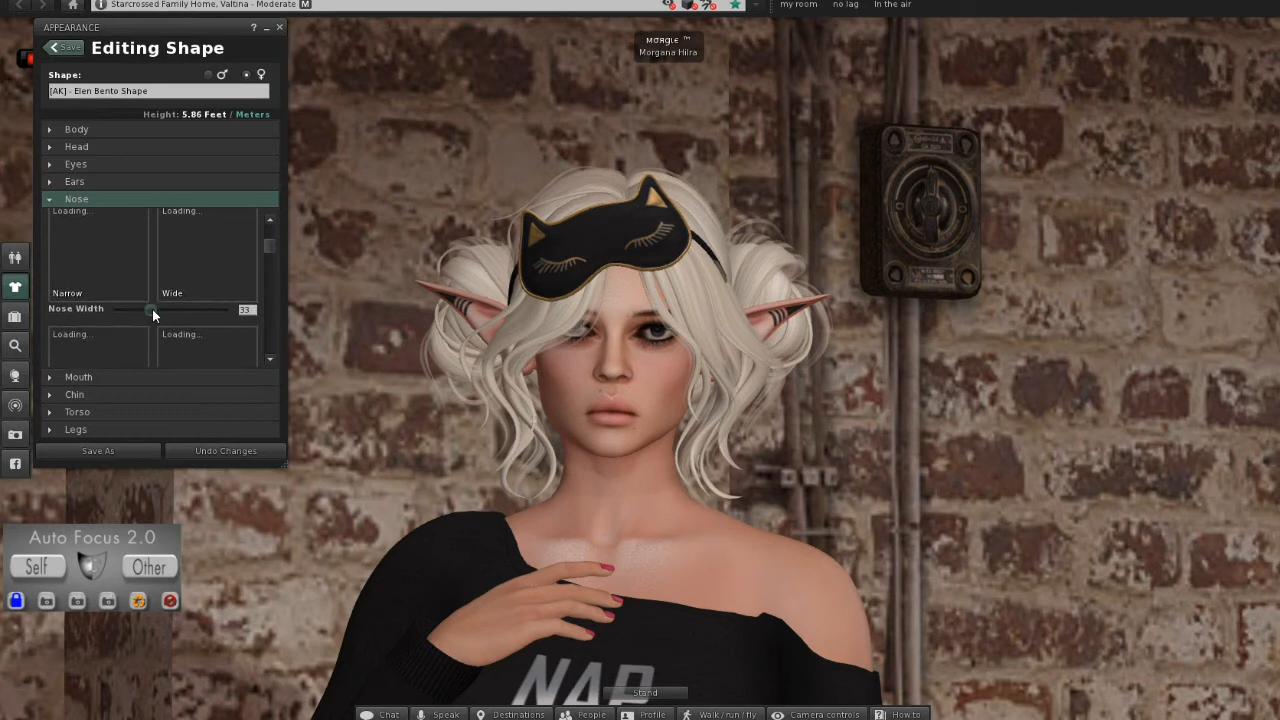 Starcrossed Family Home, Valtina - Moderate M
my room
no lag
In the air
APPEARANCE
? _ ×
Save
Editing Shape
Shape:
[AK] - Elen Bento Shape
Height: 5.86 Feet / Meters
Body
Head
Eyes
Ears
Nose
Loading...
Loading...
Narrow
Wide
Nose Width
33
Loading...
Loading...
Mouth
Chin
Torso
Legs
Save As
Undo Changes
Morgana Hilra
Auto Focus 2.0
Self
Other
NAP
Stand
Chat
Speak
Destinations
People
Profile
Walk / run / fly
Camera controls
? How to